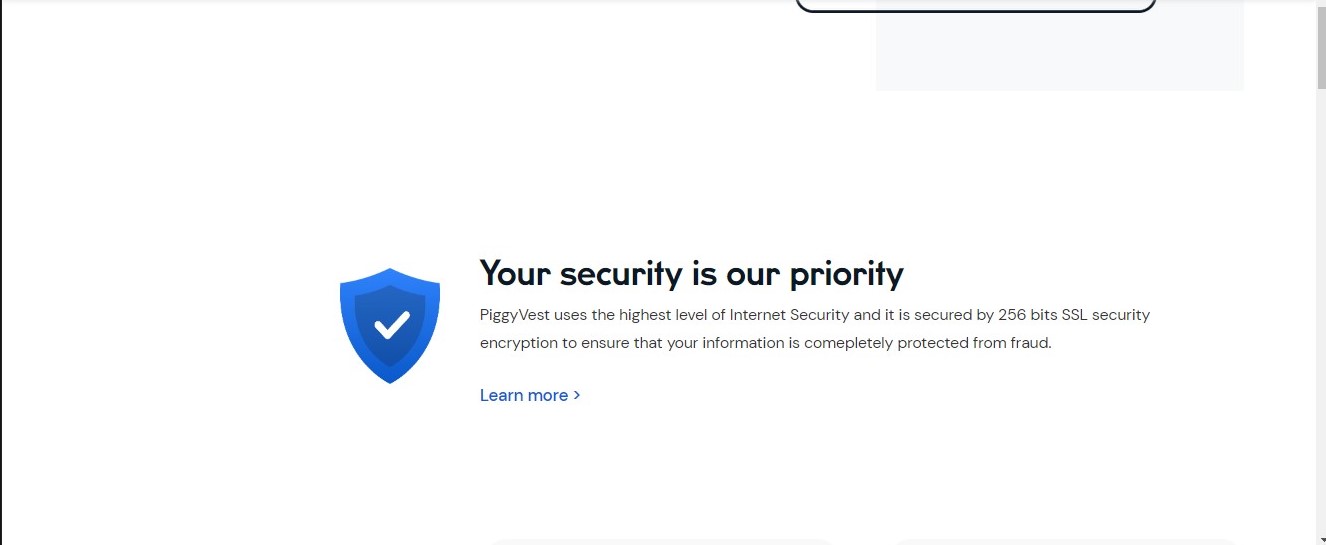 Your security is our priority
PiggyVest uses the highest level of Internet Security and it is secured by 256 bits SSL security
encryption to ensure that your information is comepletely protected from fraud.
Learn more >